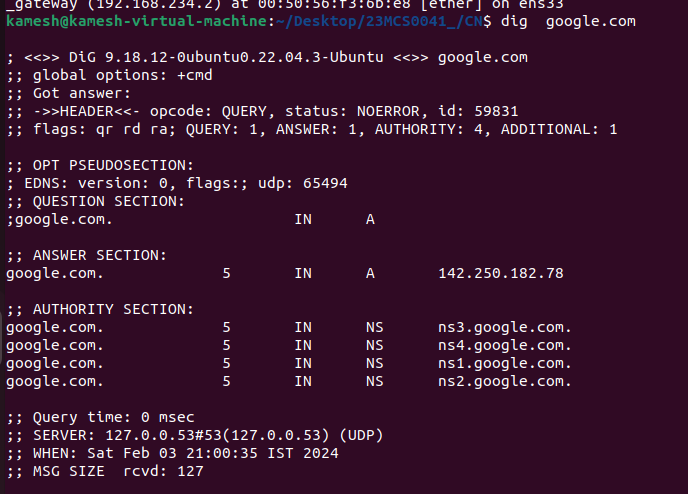 _gateway (192.168.234.2) at 00:50:56:f3:6b:e8 [ether] on ens33
kamesh@kamesh-virtual-machine:~/Desktop/23MCS0041_/CN$ dig  google.com

; <<>> DiG 9.18.12-0ubuntu0.22.04.3-Ubuntu <<>> google.com
;; global options: +cmd
;; Got answer:
;; ->>HEADER<<- opcode: QUERY, status: NOERROR, id: 59831
;; flags: qr rd ra; QUERY: 1, ANSWER: 1, AUTHORITY: 4, ADDITIONAL: 1

;; OPT PSEUDOSECTION:
; EDNS: version: 0, flags:; udp: 65494
;; QUESTION SECTION:
;google.com.			IN	A

;; ANSWER SECTION:
google.com.		5	IN	A	142.250.182.78

;; AUTHORITY SECTION:
google.com.		5	IN	NS	ns3.google.com.
google.com.		5	IN	NS	ns4.google.com.
google.com.		5	IN	NS	ns1.google.com.
google.com.		5	IN	NS	ns2.google.com.

;; Query time: 0 msec
;; SERVER: 127.0.0.53#53(127.0.0.53) (UDP)
;; WHEN: Sat Feb 03 21:00:35 IST 2024
;; MSG SIZE  rcvd: 127